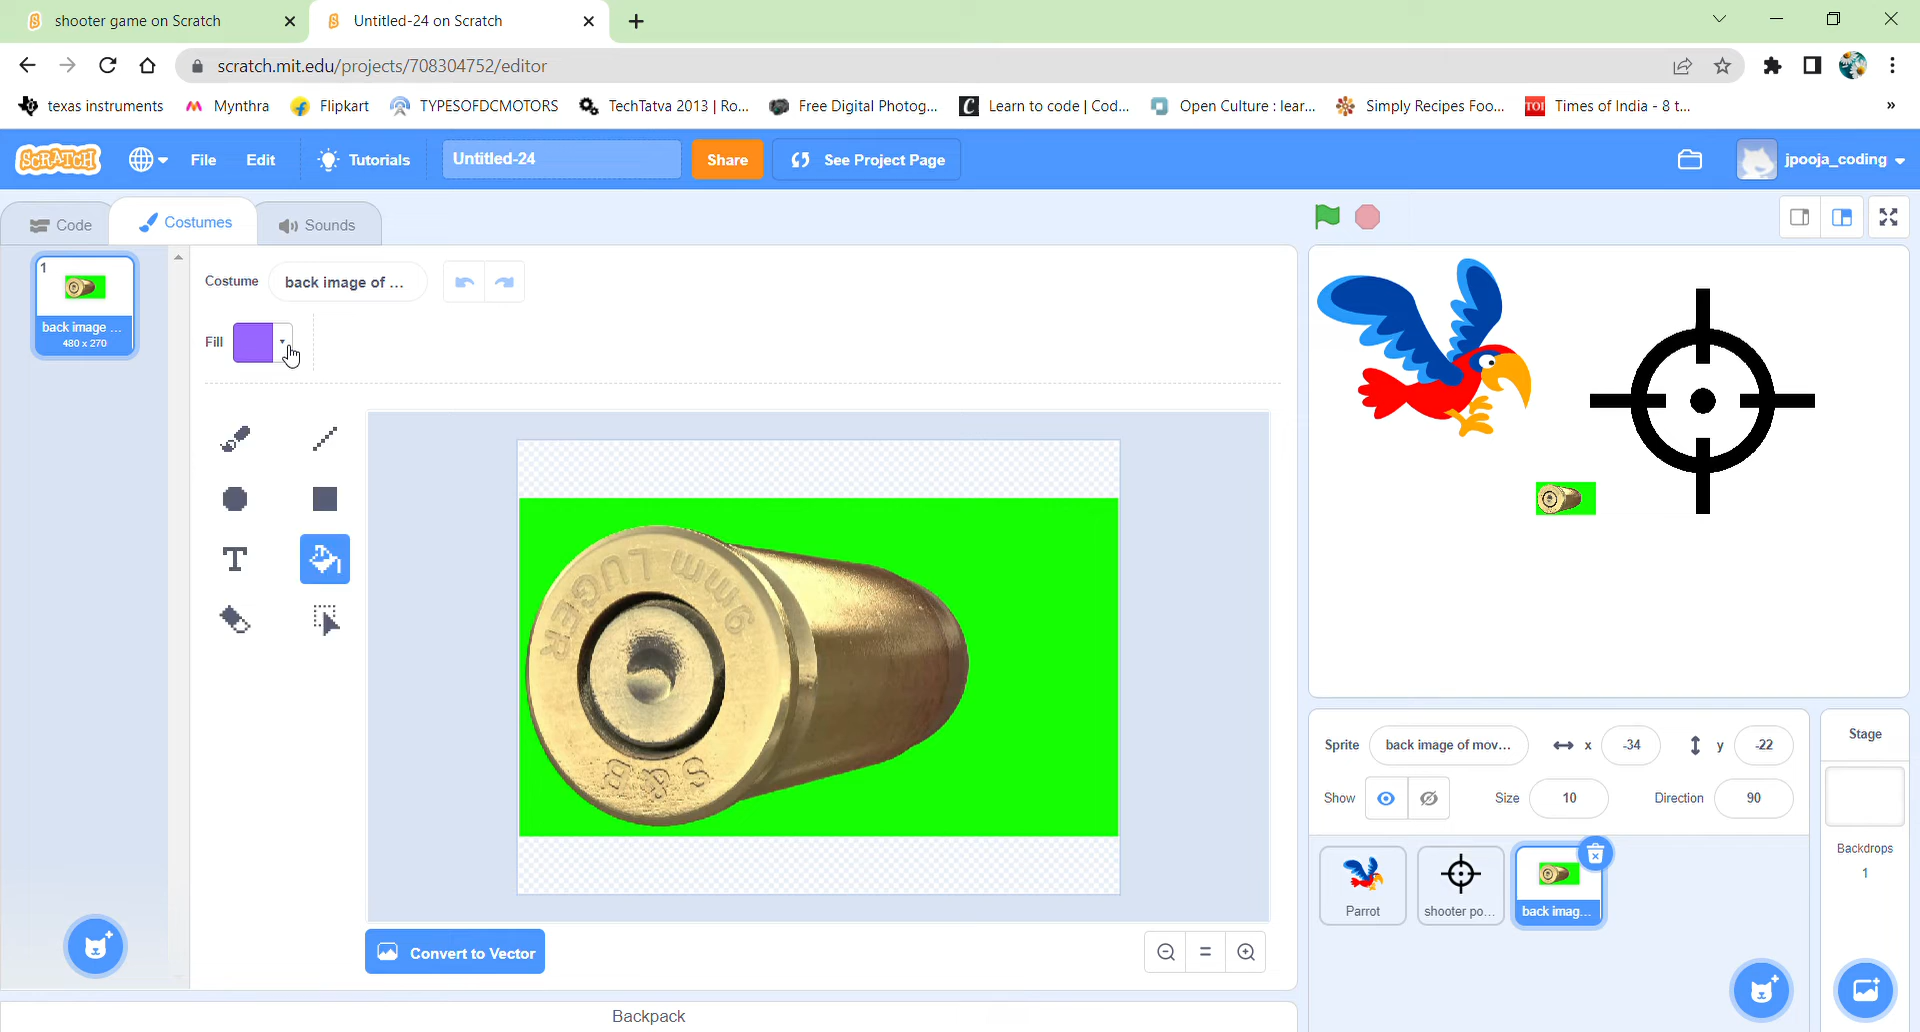 shooter game on Scratch
Untitled-24 on Scratch
scratch.mit.edu/projects/708304752/editor
texas instruments
Mynthra
Flipkart
TYPESOFDCMOTORS
TechTatva 2013 | Ro...
Free Digital Photog...
Learn to code | Cod...
Open Culture : lear...
Simply Recipes Foo...
TOI
Times of India - 8 t...
»
SCRATCH
File
Edit
Tutorials
Untitled-24
Share
See Project Page
jpooja_coding
Code
Costumes
Sounds
1
back image ...
480 x 270
Costume
back image of ...
Fill
T
9mm LUGER
S&B
Convert to Vector
Backpack
Sprite
back image of mov...
x
-34
y
-22
Show
Size
10
Direction
90
Stage
Backdrops
1
Parrot
shooter po...
back imag...